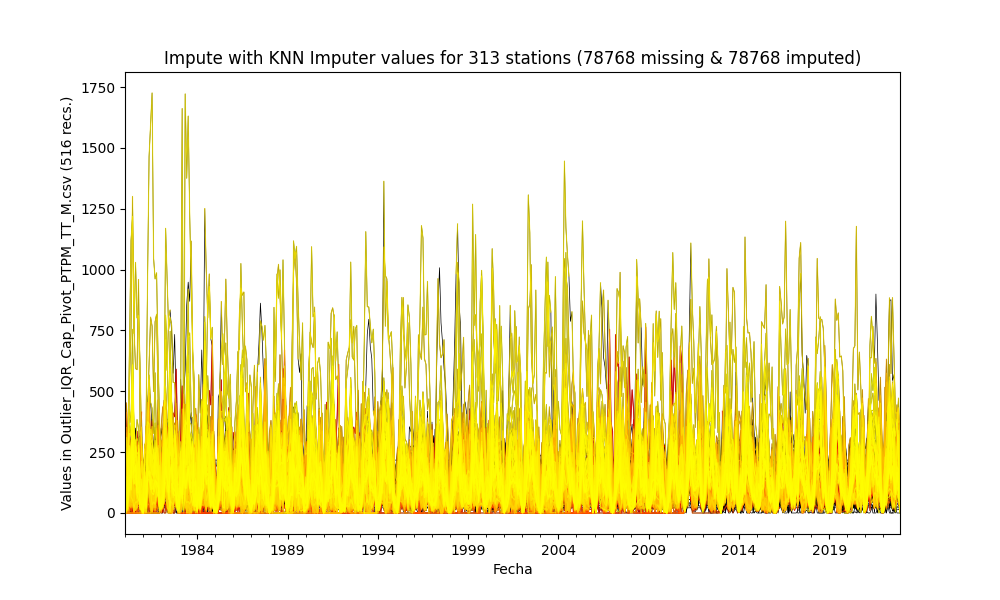 Impute with KNN Imputer values for 313 stations (78768 missing & 78768 imputed)
Values in Outlier_IQR_Cap_Pivot_PTPM_TT_M.csv (516 recs.)
1750
1500
1250
1000
750
500
250
0
1984 1989 1994 1999 2004 2009 2014 2019
Fecha